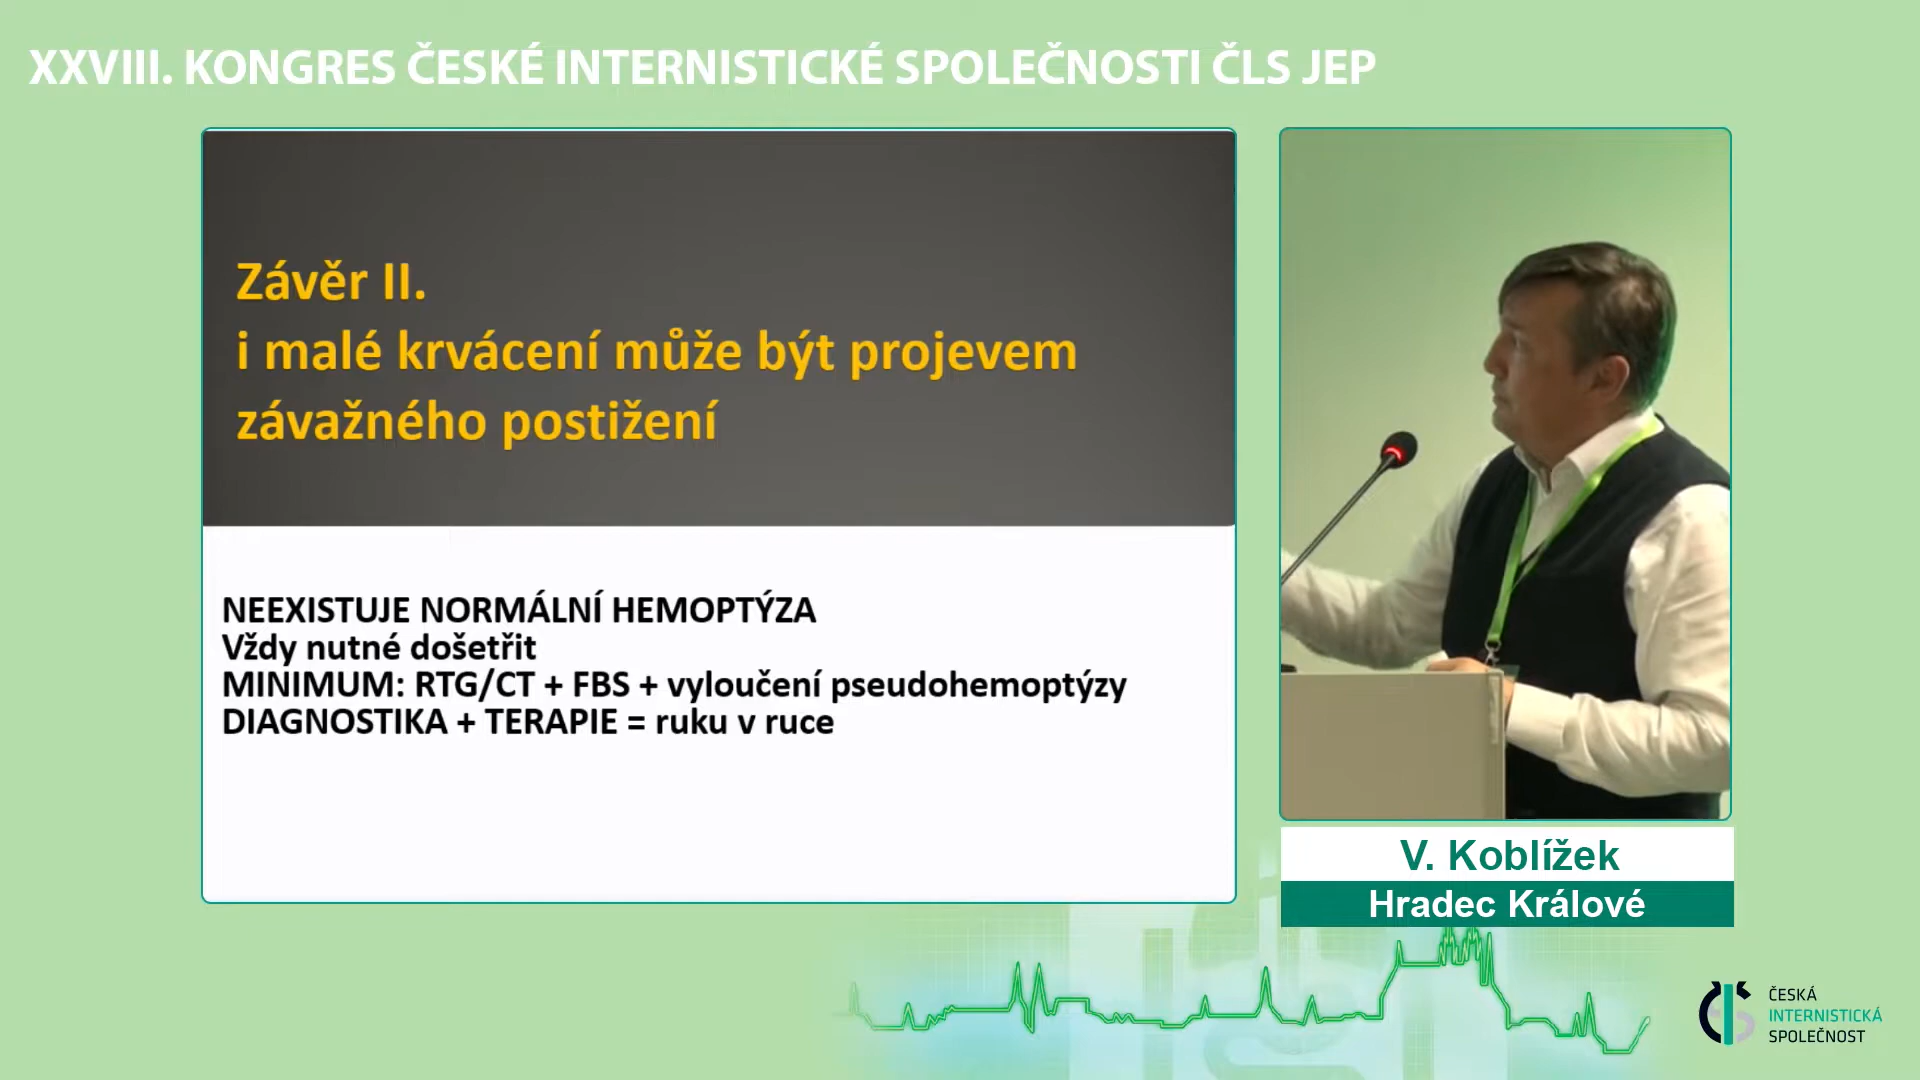 XXVIII. KONGRES ČESKÉ INTERNISTICKÉ SPOLEČNOSTI ČLS JEP
Závěr II.
i malé krvácení může být projevem
závažného postižení
NEEXISTUJE NORMÁLNÍ HEMOPTÝZA
Vždy nutné došetřit
MINIMUM: RTG/CT + FBS + vyloučení pseudohemoptýzy
DIAGNOSTIKA + TERAPIE = ruku v ruce
V. Koblížek
Hradec Králové
ČESKÁ
INTERNISTICKÁ
SPOLEČNOST